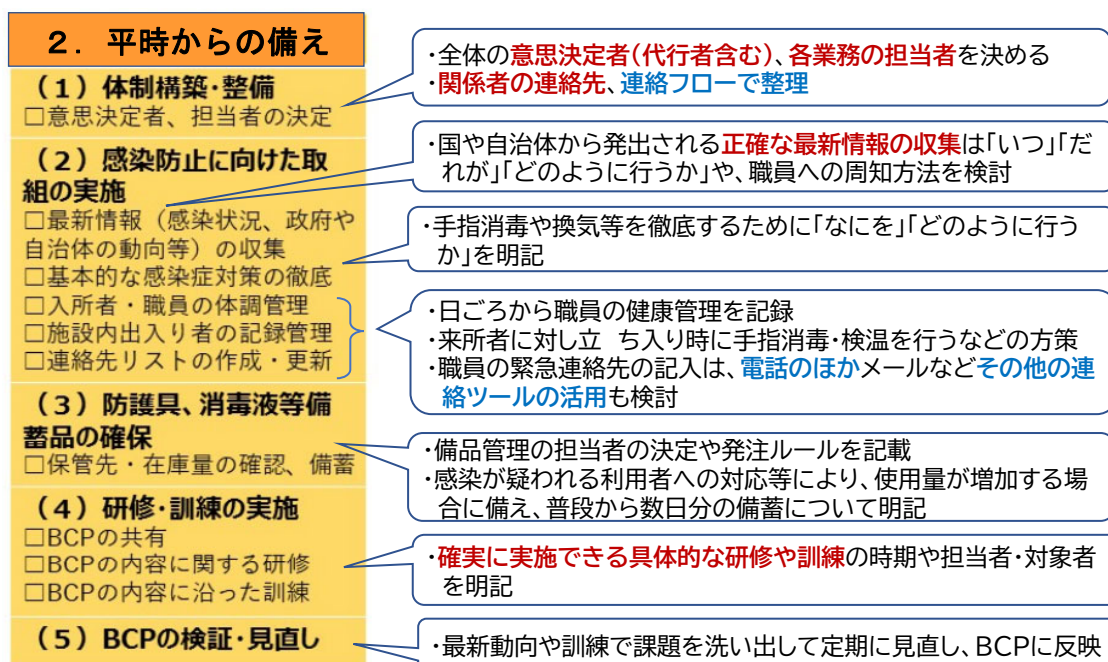 ２．平時からの備え
（１）体制構築・整備
□意思決定者、担当者の決定
（２）感染防止に向けた取
組の実施
□最新情報（感染状況、政府や
自治体の動向等）の収集
□基本的な感染症対策の徹底
□入所者・職員の体調管理
□施設内出入り者の記録管理
□連絡先リストの作成・更新
（３）防護具、消毒液等備
蓄品の確保
□保管先・在庫量の確認、備蓄
（４）研修・訓練の実施
□BCPの共有
□BCPの内容に関する研修
□BCPの内容に沿った訓練
（５）BCPの検証・見直し
・全体の意思決定者（代行者含む）、各業務の担当者を決める
・関係者の連絡先、連絡フローで整理
・国や自治体から発出される正確な最新情報の収集は「いつ」「だ
れが」「どのように行うか」や、職員への周知方法を検討
・手指消毒や換気等を徹底するために「なにを」「どのように行う
か」を明記
・日ごろから職員の健康管理を記録
・来所者に対し立　ち入り時に手指消毒・検温を行うなどの方策
・職員の緊急連絡先の記入は、電話のほかメールなどその他の連
絡ツールの活用も検討
・備品管理の担当者の決定や発注ルールを記載
・感染が疑われる利用者への対応等により、使用量が増加する場
合に備え、普段から数日分の備蓄について明記
・確実に実施できる具体的な研修や訓練の時期や担当者・対象者
を明記
・最新動向や訓練で課題を洗い出して定期に見直し、BCPに反映